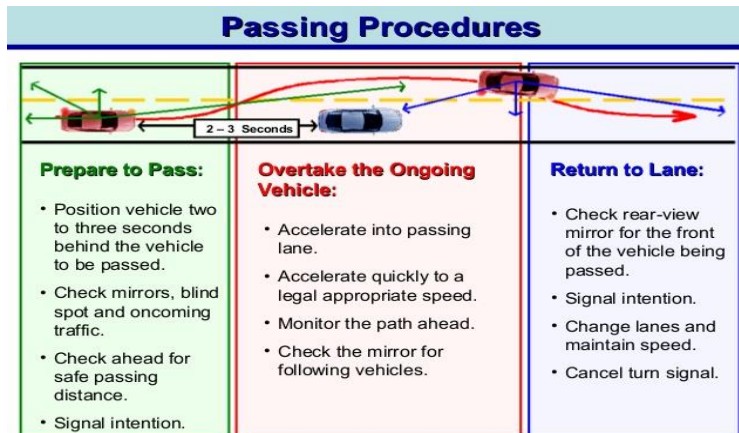 Passing Procedures
2 – 3 Seconds
Prepare to Pass:
• Position vehicle two
to three seconds
behind the vehicle
to be passed.
• Check mirrors, blind
spot and oncoming
traffic.
• Check ahead for
safe passing
distance.
• Signal intention.
Overtake the Ongoing
Vehicle:
• Accelerate into passing
lane.
• Accelerate quickly to a
legal appropriate speed.
• Monitor the path ahead.
• Check the mirror for
following vehicles.
Return to Lane:
• Check rear-view
mirror for the front
of the vehicle being
passed.
• Signal intention.
• Change lanes and
maintain speed.
• Cancel turn signal.